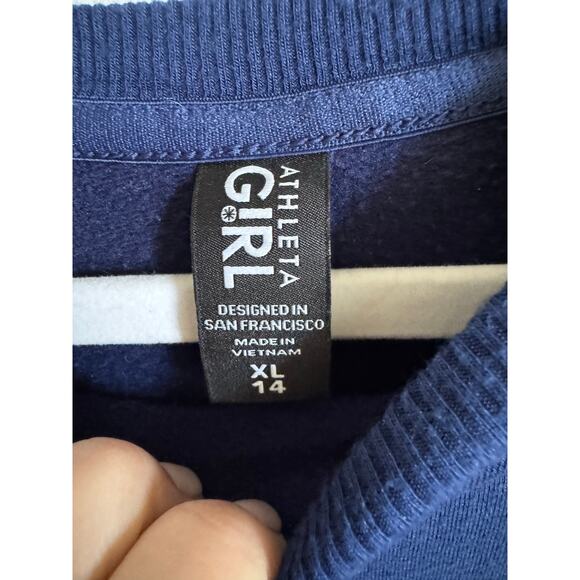 ATHLETA
GIRL
DESIGNED IN
SAN FRANCISCO
MADE IN
VIETNAM
XL
14